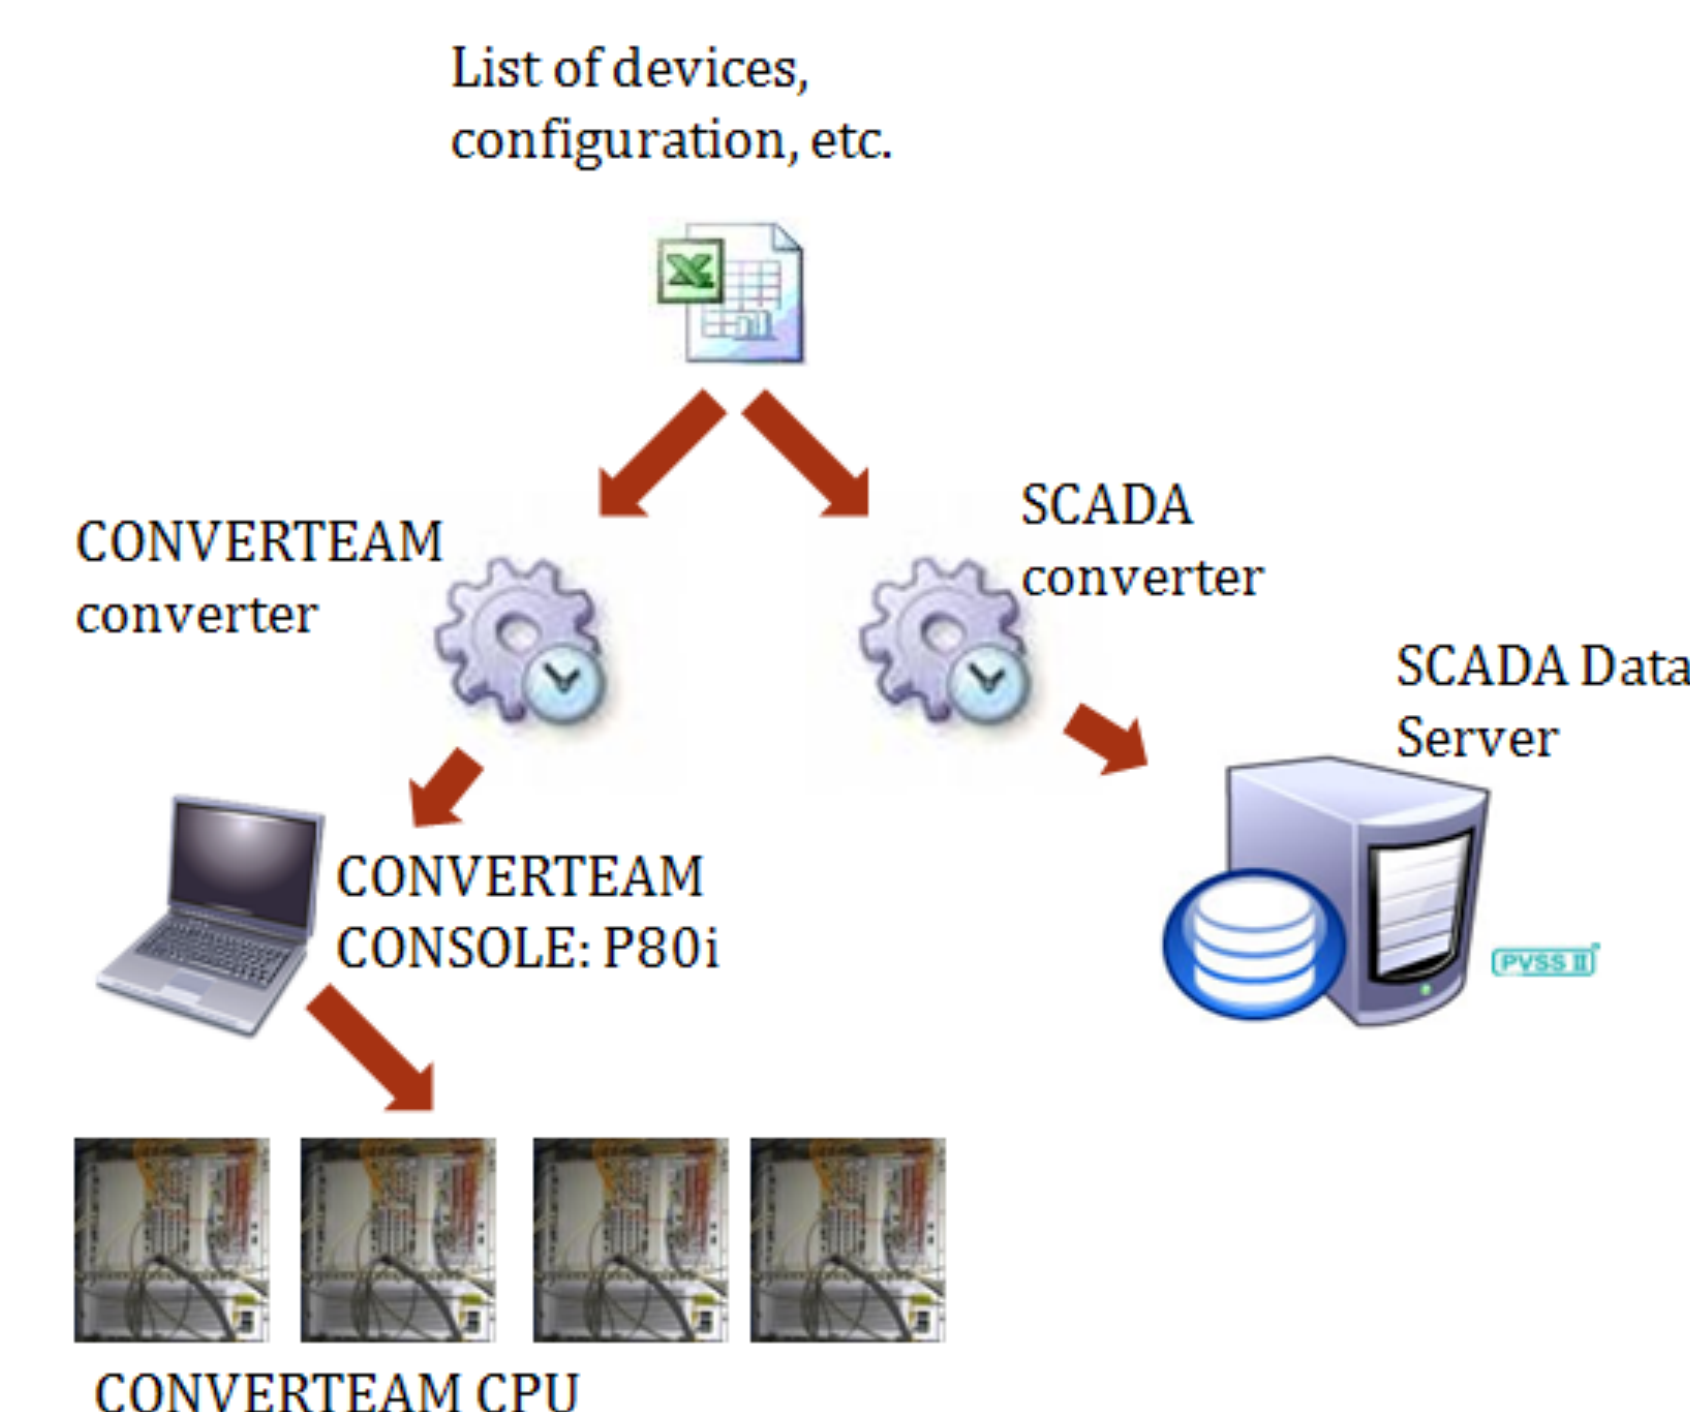 List of devices,
configuration, etc.
CONVERTEAM
converter
SCADA
converter
SCADA Data
Server
CONVERTEAM
CONSOLE: P80i
PVSS II
CONVERTEAM CPU